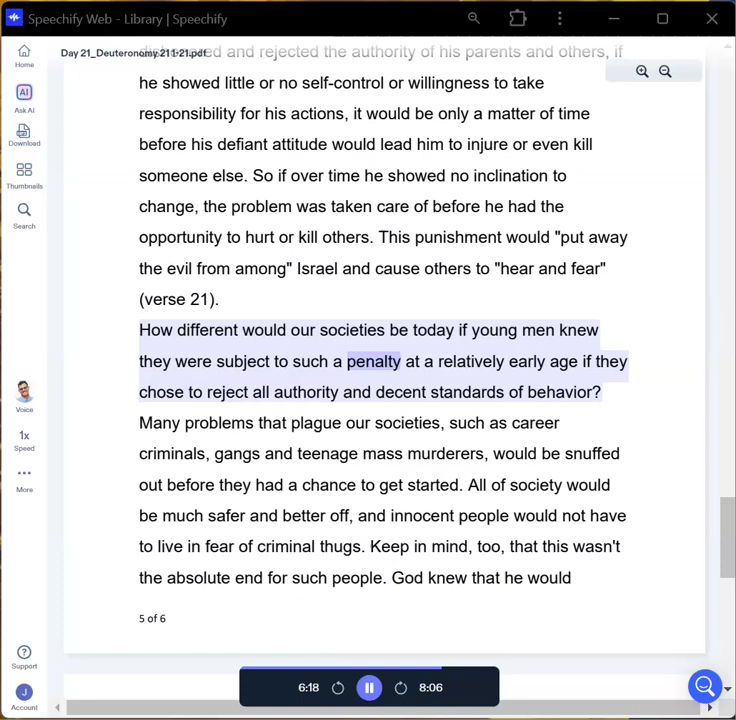 Speechify Web - Library | Speechify
Day 21_Deuteronomy 21 1-21.pdf
and rejected the authority of his parents and others, if
he showed little or no self-control or willingness to take
responsibility for his actions, it would be only a matter of time
before his defiant attitude would lead him to injure or even kill
someone else. So if over time he showed no inclination to
change, the problem was taken care of before he had the
opportunity to hurt or kill others. This punishment would "put away
the evil from among" Israel and cause others to "hear and fear"
(verse 21).
How different would our societies be today if young men knew
they were subject to such a penalty at a relatively early age if they
chose to reject all authority and decent standards of behavior?
Many problems that plague our societies, such as career
criminals, gangs and teenage mass murderers, would be snuffed
out before they had a chance to get started. All of society would
be much safer and better off, and innocent people would not have
to live in fear of criminal thugs. Keep in mind, too, that this wasn't
the absolute end for such people. God knew that he would
5 of 6
Home
AI
Ask AI
Download
Thumbnails
Search
Voice
1x
Speed
More
Support
J
Account
6:18
8:06